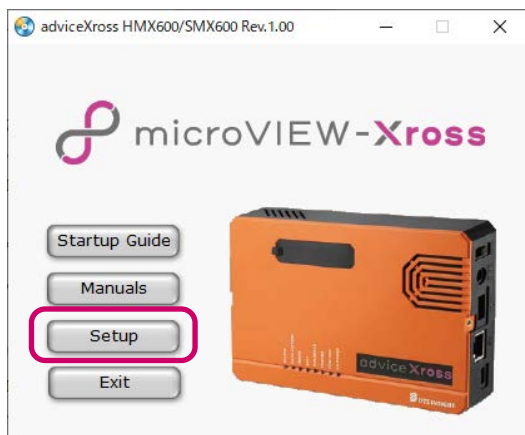 adviceXross HMX600/SMX600 Rev.1.00
microVIEW-Xross
Startup Guide
Manuals
Setup
Exit
adviceXross